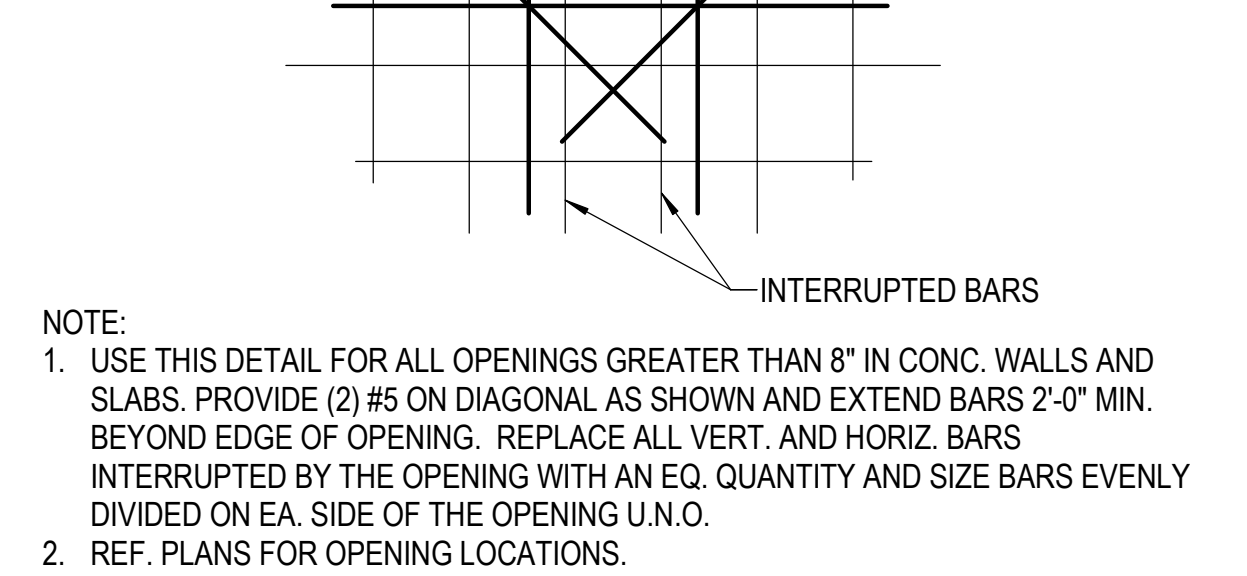 INTERRUPTED BARS
NOTE:
1. USE THIS DETAIL FOR ALL OPENINGS GREATER THAN 8" IN CONC. WALLS AND
SLABS. PROVIDE (2) #5 ON DIAGONAL AS SHOWN AND EXTEND BARS 2'-0" MIN.
BEYOND EDGE OF OPENING. REPLACE ALL VERT. AND HORIZ. BARS
INTERRUPTED BY THE OPENING WITH AN EQ. QUANTITY AND SIZE BARS EVENLY
DIVIDED ON EA. SIDE OF THE OPENING U.N.O.
2. REF. PLANS FOR OPENING LOCATIONS.